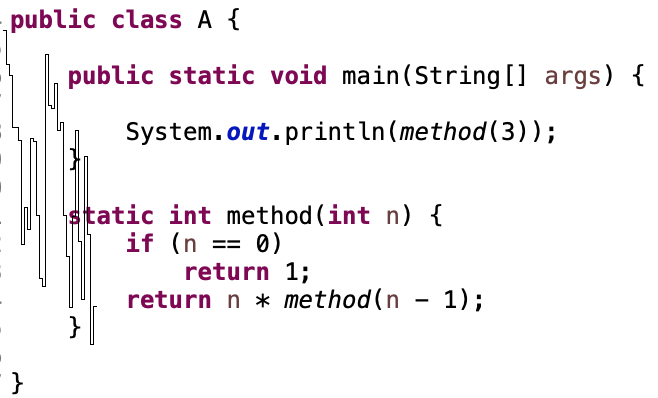 public class A {
public static void main(String[] args) {
System.out.println(method(3));
}
static int method(int n) {
if (n == 0)
return 1;
return n * method(n - 1);
}
}